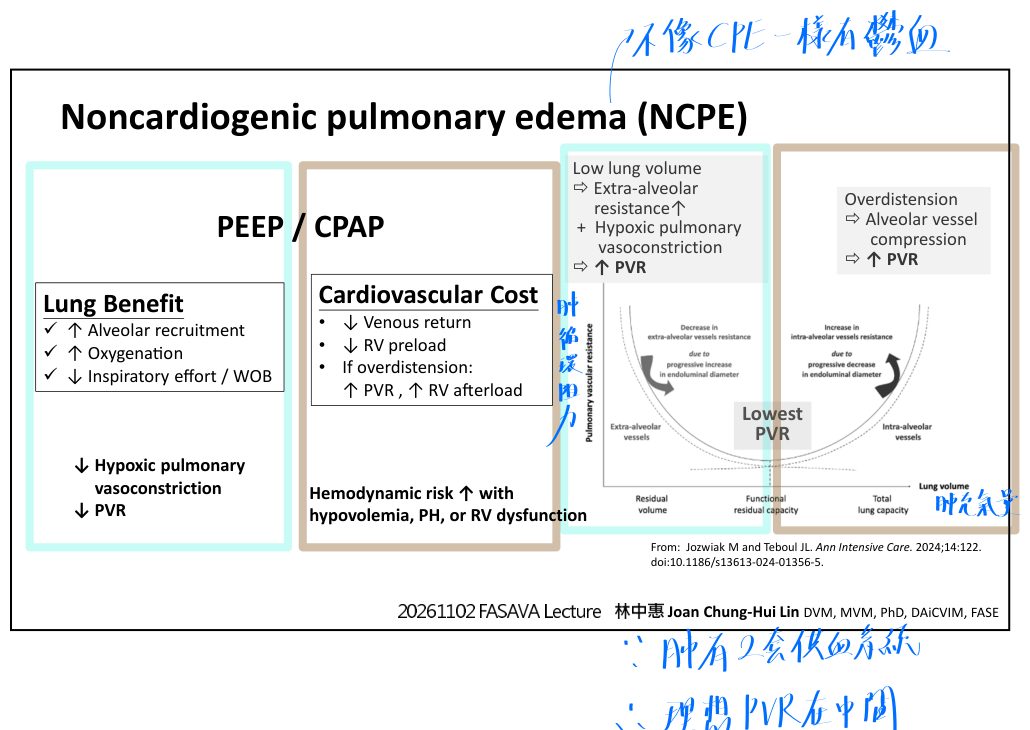 不像CPE一樣有鬱血
Noncardiogenic pulmonary edema (NCPE)
PEEP / CPAP
Lung Benefit
✓ ↑ Alveolar recruitment
✓ ↑ Oxygenation
✓ ↓ Inspiratory effort / WOB
↓ Hypoxic pulmonary
vasoconstriction
↓ PVR
Cardiovascular Cost
• ↓ Venous return
• ↓ RV preload
• If overdistension:
↑ PVR , ↑ RV afterload
Hemodynamic risk ↑ with
hypovolemia, PH, or RV dysfunction
Low lung volume
⇨ Extra-alveolar
resistance↑
+ Hypoxic pulmonary
vasoconstriction
⇨ ↑ PVR
Overdistension
⇨ Alveolar vessel
compression
⇨ ↑ PVR
肺循環阻力
Pulmonary vascular resistance
Decrease in
extra-alveolar vessels resistance
due to
progressive increase
in endoluminal diameter
Increase in
intra-alveolar vessels resistance
due to
progressive decrease
in endoluminal diameter
Lowest
PVR
Extra-alveolar
vessels
Intra-alveolar
vessels
Lung volume
肺充氣量
Residual
volume
Functional
residual capacity
Total
lung capacity
From: Jozwiak M and Teboul JL. Ann Intensive Care. 2024;14:122.
doi:10.1186/s13613-024-01356-5.
20261102 FASAVA Lecture 林中惠 Joan Chung-Hui Lin DVM, MVM, PhD, DAiCVIM, FASE
∵ 肺有2套供血系統
∴ 理想PVR在中間